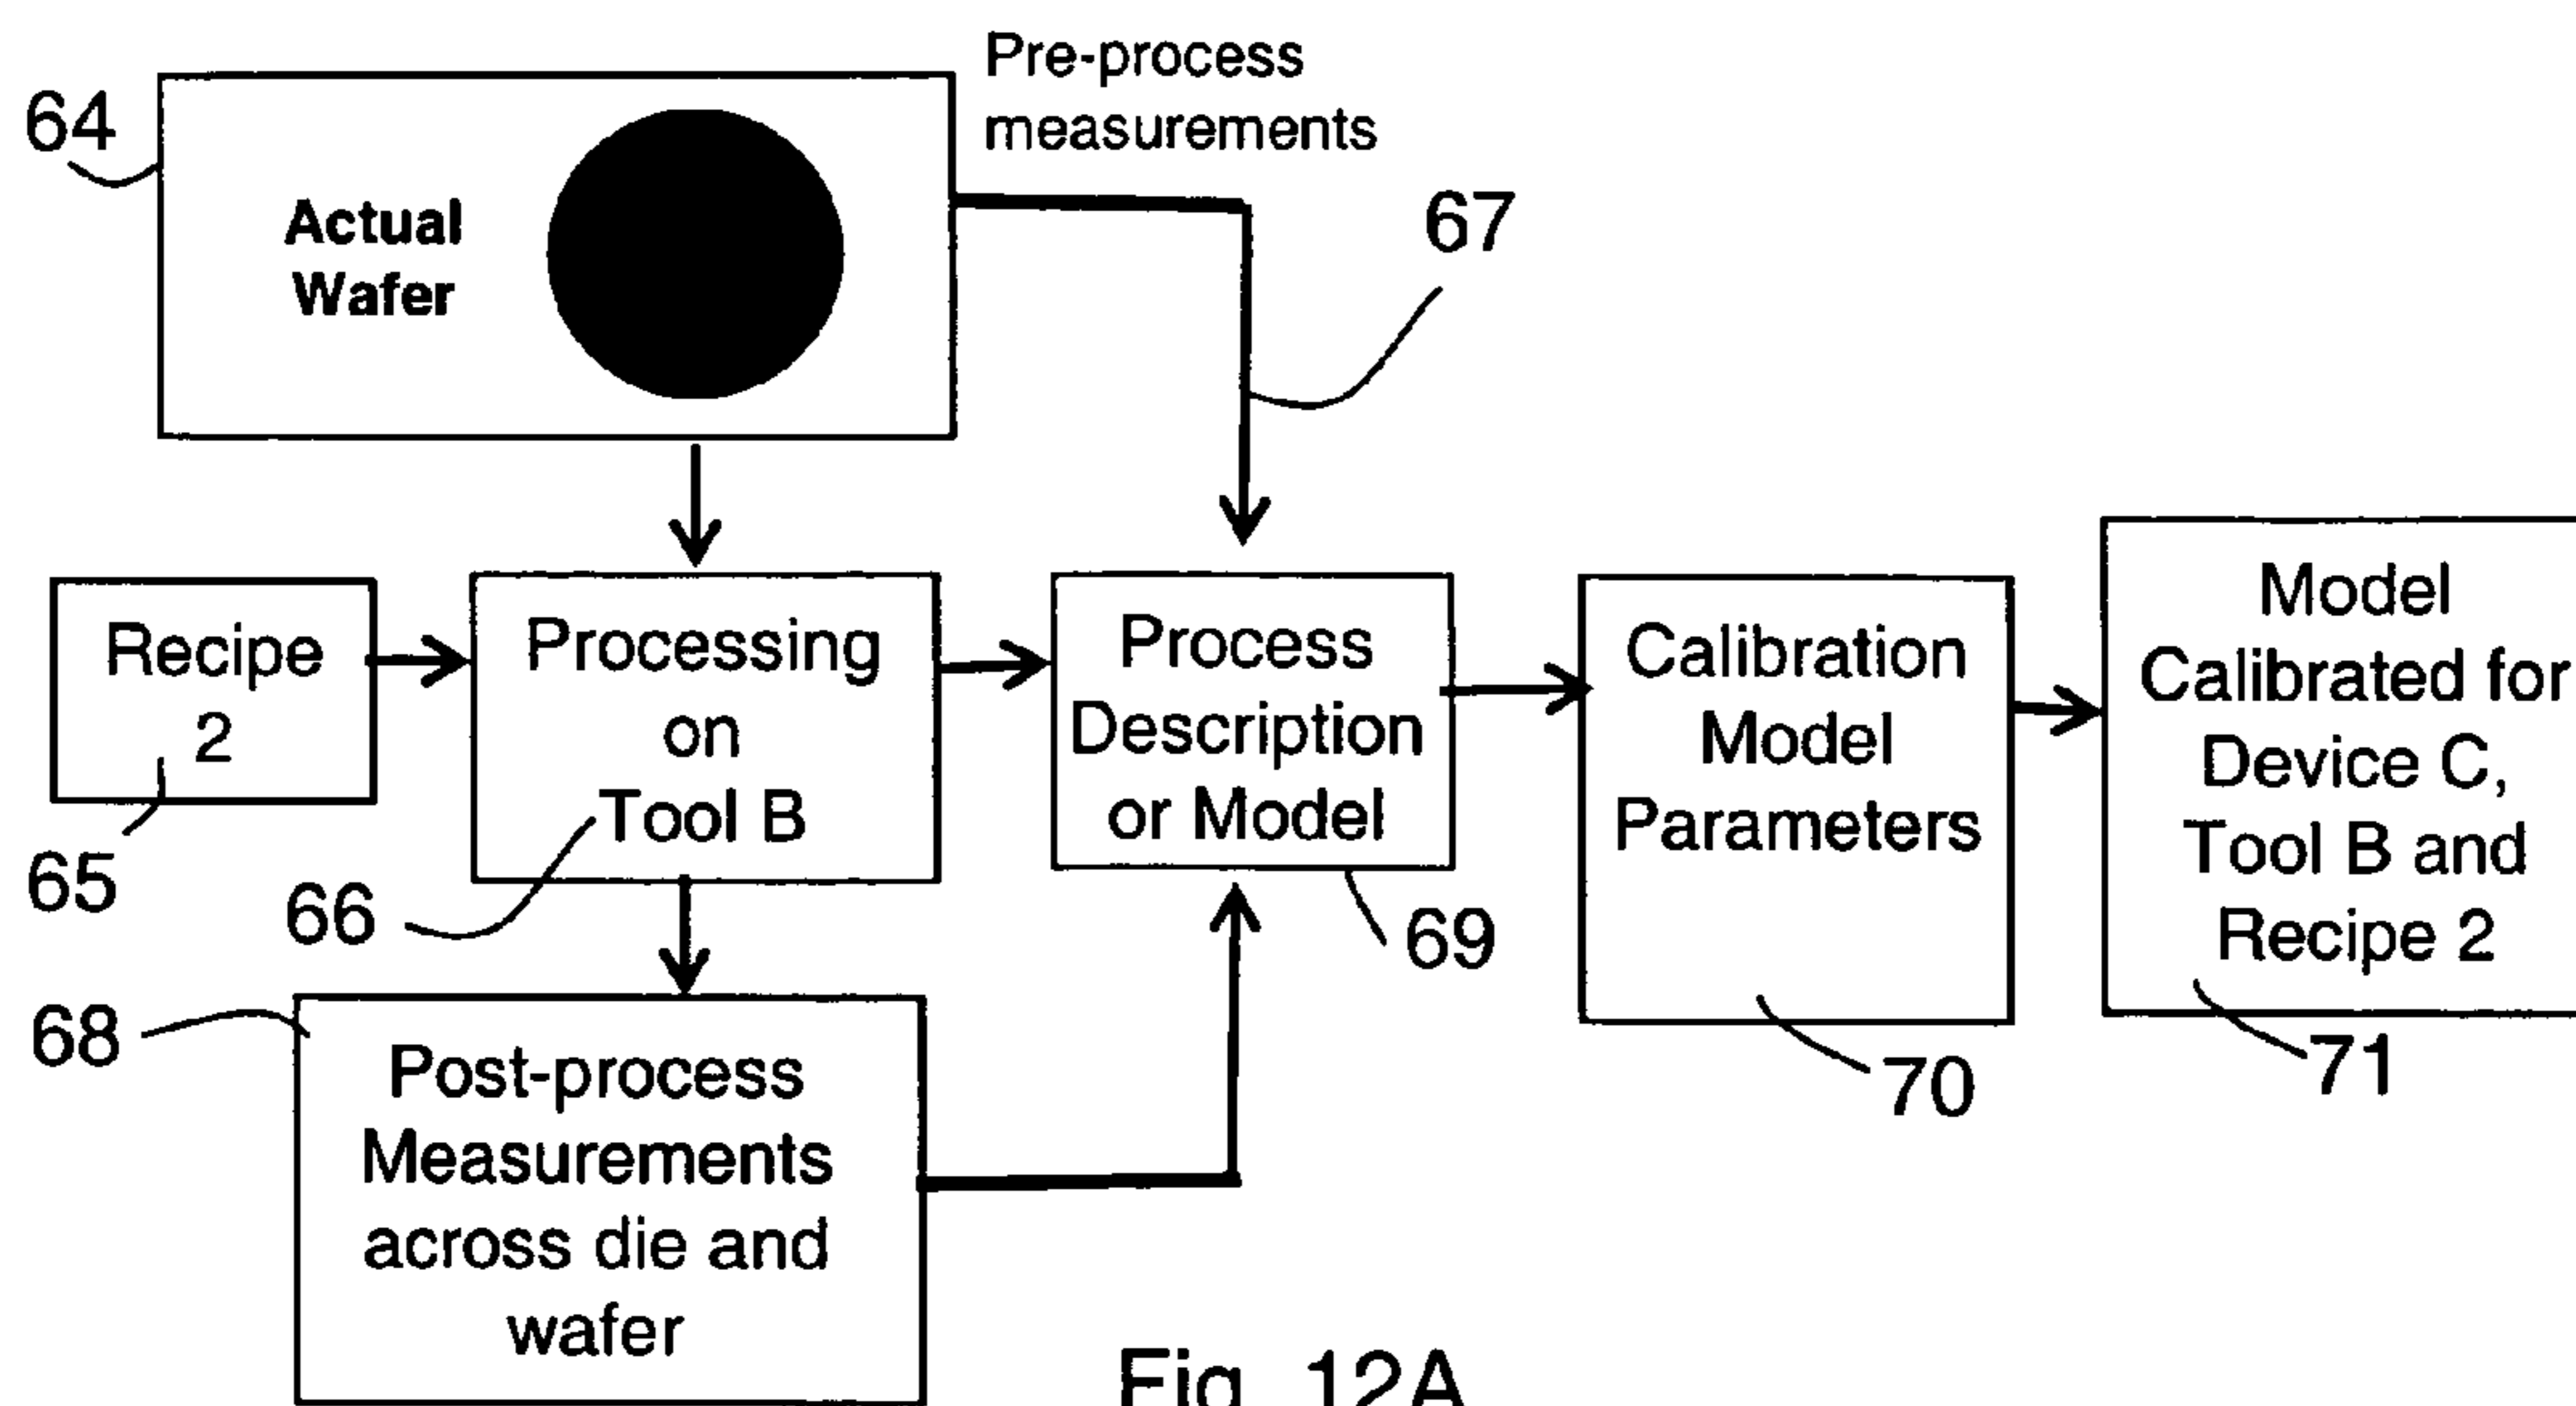 Pre-process
measurements
64
Actual
Wafer
67
Recipe
2
65
Processing
on
Tool B
66
Process
Description
or Model
69
Calibration
Model
Parameters
70
Model
Calibrated for
Device C,
Tool B and
Recipe 2
71
68
Post-process
Measurements
across die and
wafer
Fig. 12A